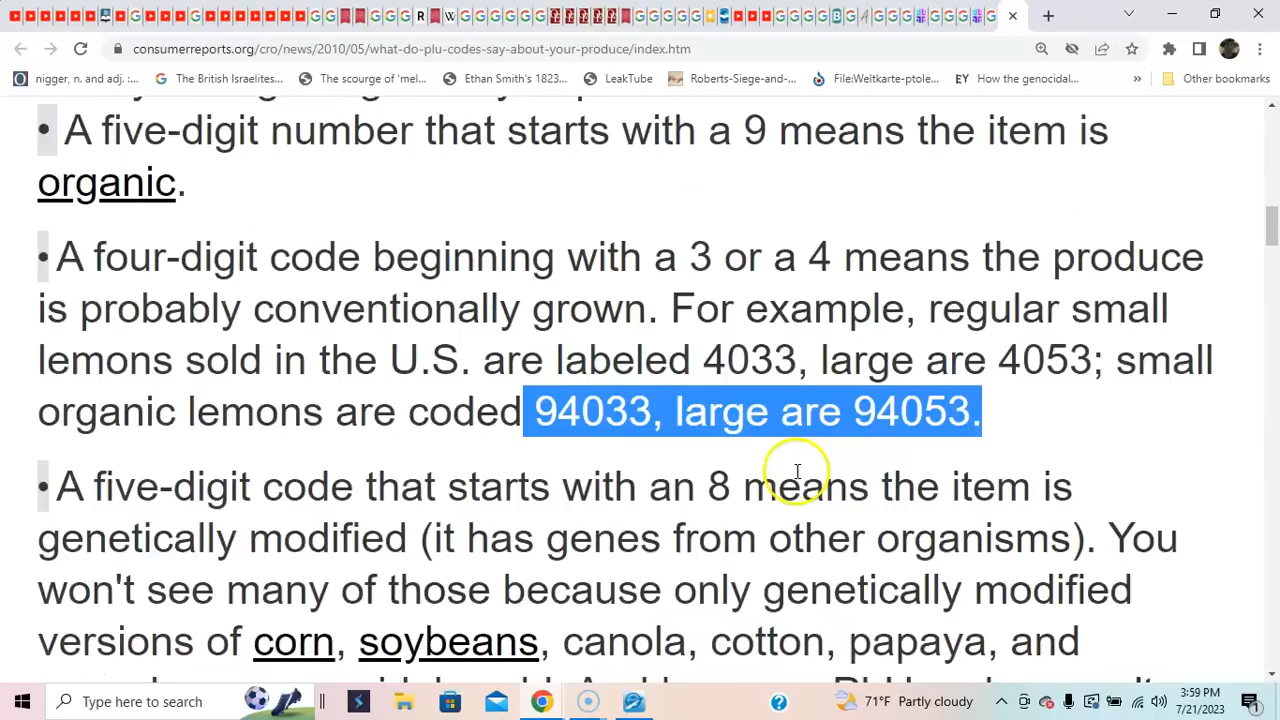 consumerreports.org/cro/news/2010/05/what-do-plu-codes-say-about-your-produce/index.htm
nigger, n. and adj. :...
The British Israelites...
The scourge of 'mel...
Ethan Smith's 1823...
LeakTube
Roberts-Siege-and-...
File:Weltkarte-ptole...
EY
How the genocidal...
»
Other bookmarks
• A five-digit number that starts with a 9 means the item is
organic.
• A four-digit code beginning with a 3 or a 4 means the produce
is probably conventionally grown. For example, regular small
lemons sold in the U.S. are labeled 4033, large are 4053; small
organic lemons are coded 94033, large are 94053.
• A five-digit code that starts with an 8 means the item is
genetically modified (it has genes from other organisms). You
won't see many of those because only genetically modified
versions of corn, soybeans, canola, cotton, papaya, and
Type here to search
71°F Partly cloudy
3:59 PM
7/21/2023